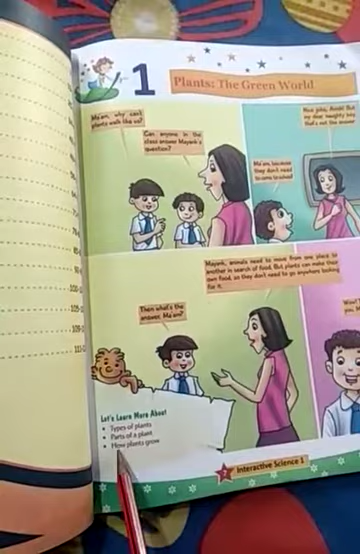 1
Plants: The Green World
Ma'am, why can't
plants walk like us?
Can anyone in the
class answer Mayank's
question?
Nice joke, Ansh! But
my dear naughty boy,
that's not the answer
Ma'am, because
they don't need
to come to school!
Mayank, animals need to move from one place to
another in search of food. But plants can make their
own food, so they don't need to go anywhere looking
for it.
Then what's the
answer, Ma'am?
Let's Learn More About
• Types of plants
• Parts of a plant
• How plants grow
7 Interactive Science 1